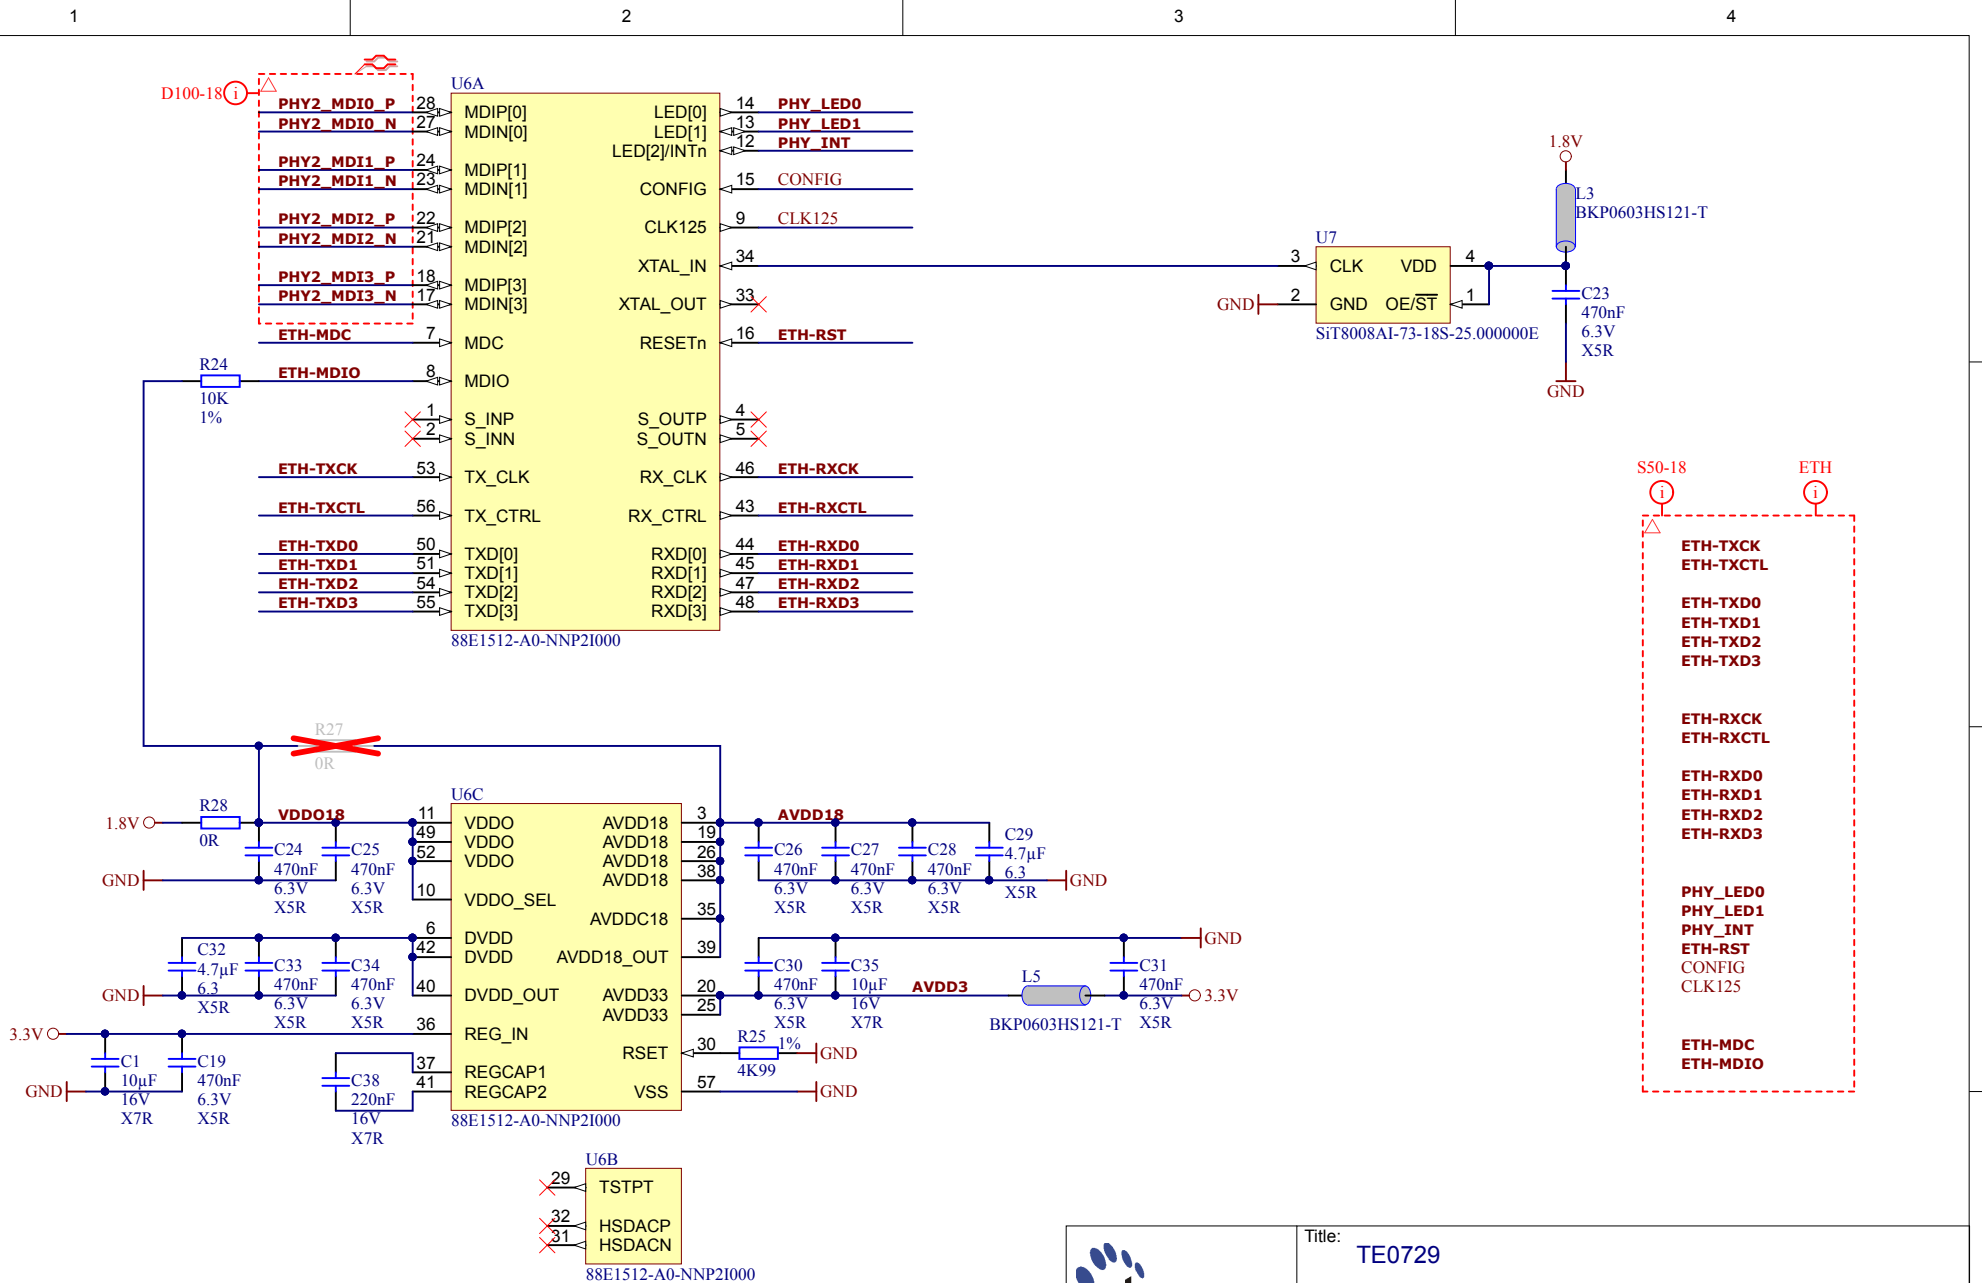 1 2 3 4
D100-18 i
U6A
PHY2_MDI0_P 28 MDIP[0] LED[0] 14 PHY_LED0
PHY2_MDI0_N 27 MDIN[0] LED[1] 13 PHY_LED1
LED[2]/INTn 12 PHY_INT
PHY2_MDI1_P 24 MDIP[1]
PHY2_MDI1_N 23 MDIN[1] CONFIG 15 CONFIG
PHY2_MDI2_P 22 MDIP[2] CLK125 9 CLK125
PHY2_MDI2_N 21 MDIN[2]
XTAL_IN 34
PHY2_MDI3_P 18 MDIP[3]
PHY2_MDI3_N 17 MDIN[3] XTAL_OUT 33
ETH-MDC 7 MDC RESETn 16 ETH-RST
R24
10K
1%
ETH-MDIO 8 MDIO
1 S_INP S_OUTP 4
2 S_INN S_OUTN 5
ETH-TXCK 53 TX_CLK RX_CLK 46 ETH-RXCK
ETH-TXCTL 56 TX_CTRL RX_CTRL 43 ETH-RXCTL
ETH-TXD0 50 TXD[0] RXD[0] 44 ETH-RXD0
ETH-TXD1 51 TXD[1] RXD[1] 45 ETH-RXD1
ETH-TXD2 54 TXD[2] RXD[2] 47 ETH-RXD2
ETH-TXD3 55 TXD[3] RXD[3] 48 ETH-RXD3
88E1512-A0-NNP2I000
1.8V
L3
BKP0603HS121-T
U7
3 CLK VDD 4
GND 2 GND OE/ST 1
SiT8008AI-73-18S-25.000000E
C23
470nF
6.3V
X5R
GND
S50-18 ETH
i i
ETH-TXCK
ETH-TXCTL
ETH-TXD0
ETH-TXD1
ETH-TXD2
ETH-TXD3
ETH-RXCK
ETH-RXCTL
ETH-RXD0
ETH-RXD1
ETH-RXD2
ETH-RXD3
PHY_LED0
PHY_LED1
PHY_INT
ETH-RST
CONFIG
CLK125
ETH-MDC
ETH-MDIO
R27
0R
U6C
1.8V R28 0R VDDO18 11 VDDO AVDD18 3 AVDD18
49 VDDO AVDD18 19
52 VDDO AVDD18 26
AVDD18 38
10 VDDO_SEL
AVDDC18 35
6 DVDD
42 DVDD AVDD18_OUT 39
40 DVDD_OUT AVDD33 20 AVDD3
AVDD33 25
3.3V 36 REG_IN
RSET 30
37 REGCAP1
41 REGCAP2 VSS 57 GND
88E1512-A0-NNP2I000
GND
C24
470nF
6.3V
X5R
C25
470nF
6.3V
X5R
C26
470nF
6.3V
X5R
C27
470nF
6.3V
X5R
C28
470nF
6.3V
X5R
C29
4.7µF
6.3
X5R
GND
GND
C32
4.7µF
6.3
X5R
C33
470nF
6.3V
X5R
C34
470nF
6.3V
X5R
C30
470nF
6.3V
X5R
C35
10µF
16V
X7R
L5
BKP0603HS121-T
C31
470nF
6.3V
X5R
GND
3.3V
R25 1%
4K99
GND
GND
C1
10µF
16V
X7R
C19
470nF
6.3V
X5R
C38
220nF
16V
X7R
U6B
29 TSTPT
32 HSDACP
31 HSDACN
88E1512-A0-NNP2I000
Title:
TE0729